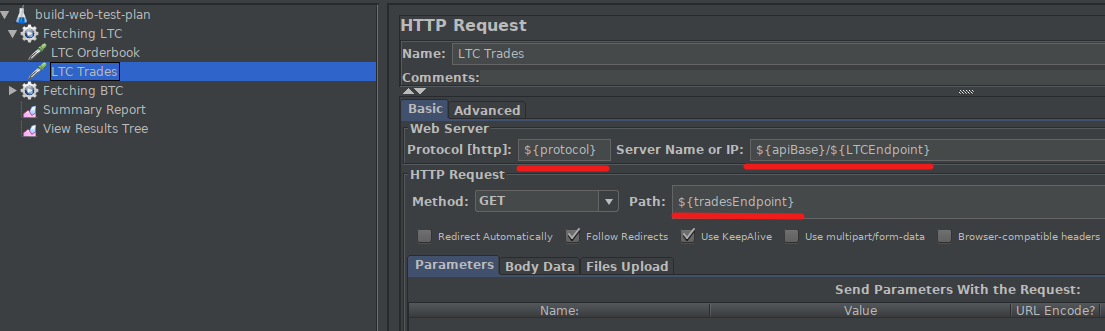 build-web-test-plan
Fetching LTC
LTC Orderbook
LTC Trades
Fetching BTC
Summary Report
View Results Tree
HTTP Request
Name: LTC Trades
Comments:
Basic Advanced
Web Server
Protocol [http]: ${protocol} Server Name or IP: ${apiBase}/${LTCEndpoint}
HTTP Request
Method: GET Path: ${tradesEndpoint}
Redirect Automatically Follow Redirects Use KeepAlive Use multipart/form-data Browser-compatible headers
Parameters Body Data Files Upload
Send Parameters With the Request:
Name: Value URL Encode?